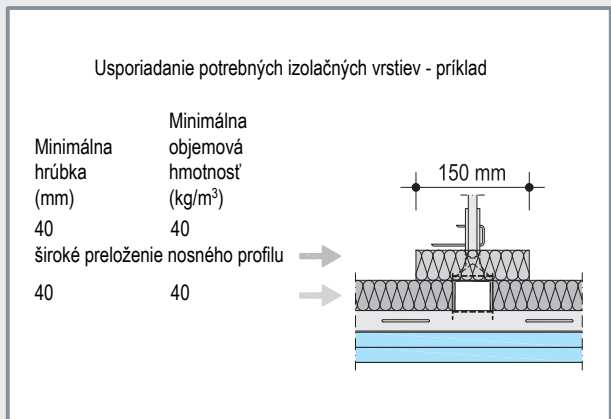 Usporiadanie potrebných izolačných vrstiev - príklad
Minimálna
hrúbka
(mm)
Minimálna
objemová
hmotnosť
(kg/m³)
40 40
široké preloženie nosného profilu
40 40
150 mm